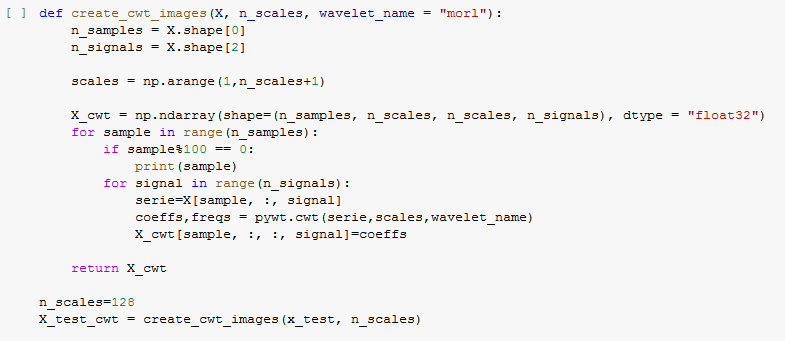 [ ] def create_cwt_images(X, n_scales, wavelet_name = "morl"):
    n_samples = X.shape[0]
    n_signals = X.shape[2]

    scales = np.arange(1,n_scales+1)

    X_cwt = np.ndarray(shape=(n_samples, n_scales, n_scales, n_signals), dtype = "float32")
    for sample in range(n_samples):
        if sample%100 == 0:
            print(sample)
        for signal in range(n_signals):
            serie=X[sample, :, signal]
            coeffs,freqs = pywt.cwt(serie,scales,wavelet_name)
            X_cwt[sample, :, :, signal]=coeffs

    return X_cwt

n_scales=128
X_test_cwt = create_cwt_images(x_test, n_scales)